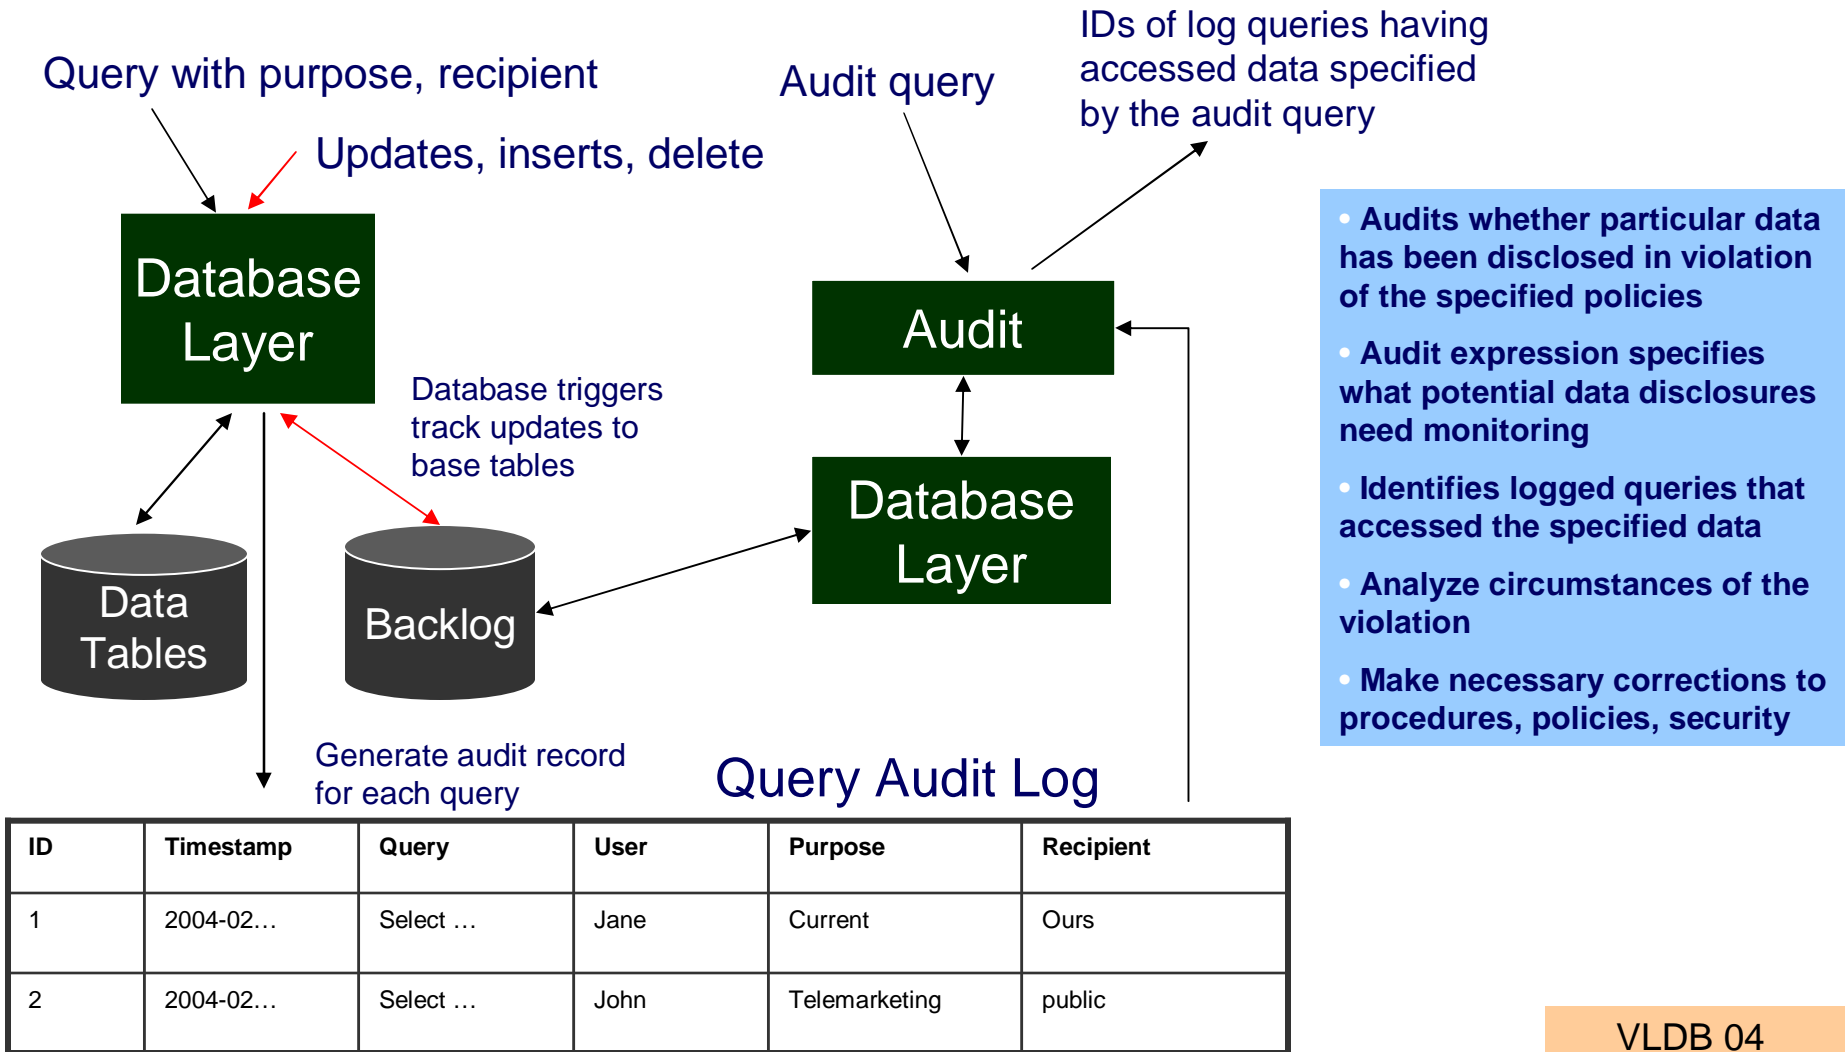 Query with purpose, recipient
Updates, inserts, delete
Audit query
IDs of log queries having
accessed data specified
by the audit query
Database
Layer
Audit
Database triggers
track updates to
base tables
Database
Layer
Data
Tables
Backlog
Generate audit record
for each query
Query Audit Log
ID Timestamp Query User Purpose Recipient
1 2004-02… Select … Jane Current Ours
2 2004-02… Select … John Telemarketing public
• Audits whether particular data
has been disclosed in violation
of the specified policies
• Audit expression specifies
what potential data disclosures
need monitoring
• Identifies logged queries that
accessed the specified data
• Analyze circumstances of the
violation
• Make necessary corrections to
procedures, policies, security
VLDB 04